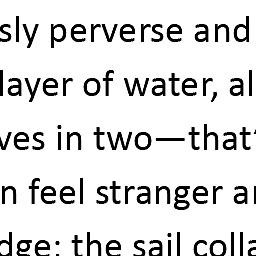 sly perverse and
layer of water, al
ves in two—that'
n feel stranger a
dge; the sail colla